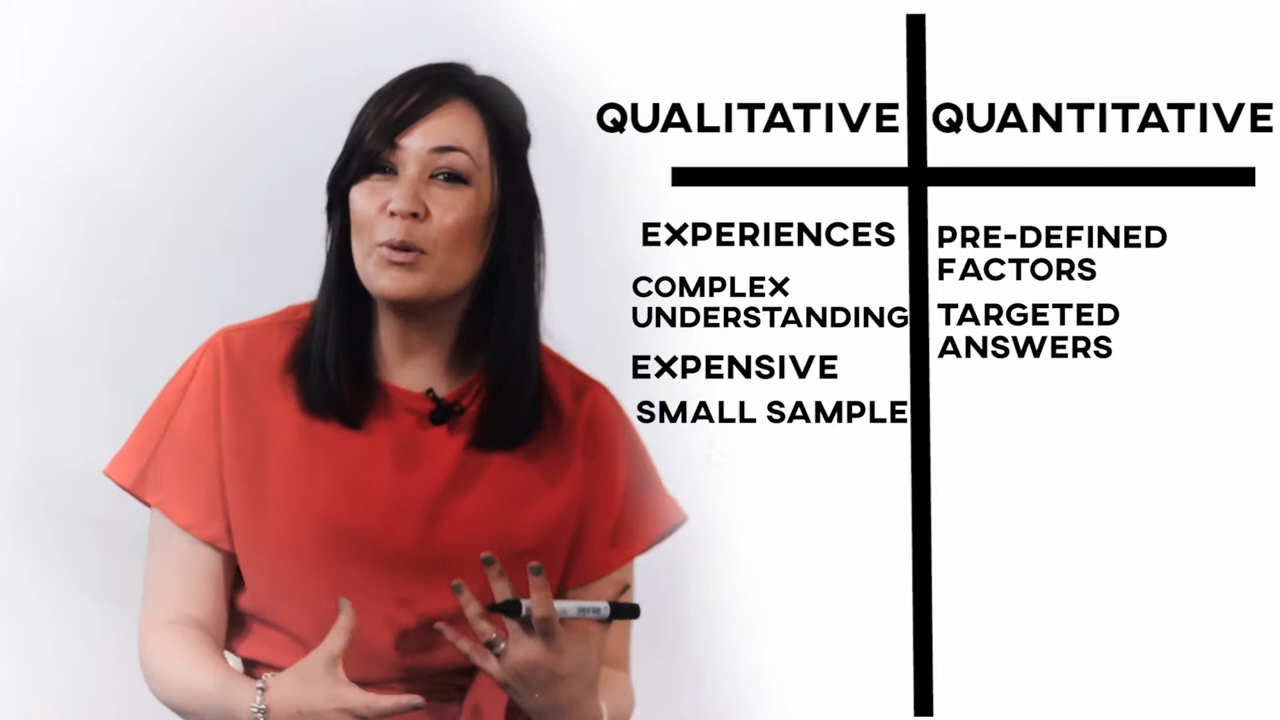 QUALITATIVE
QUANTITATIVE
EXPERIENCES
COMPLEX
UNDERSTANDING
EXPENSIVE
SMALL SAMPLE
PRE-DEFINED
FACTORS
TARGETED
ANSWERS